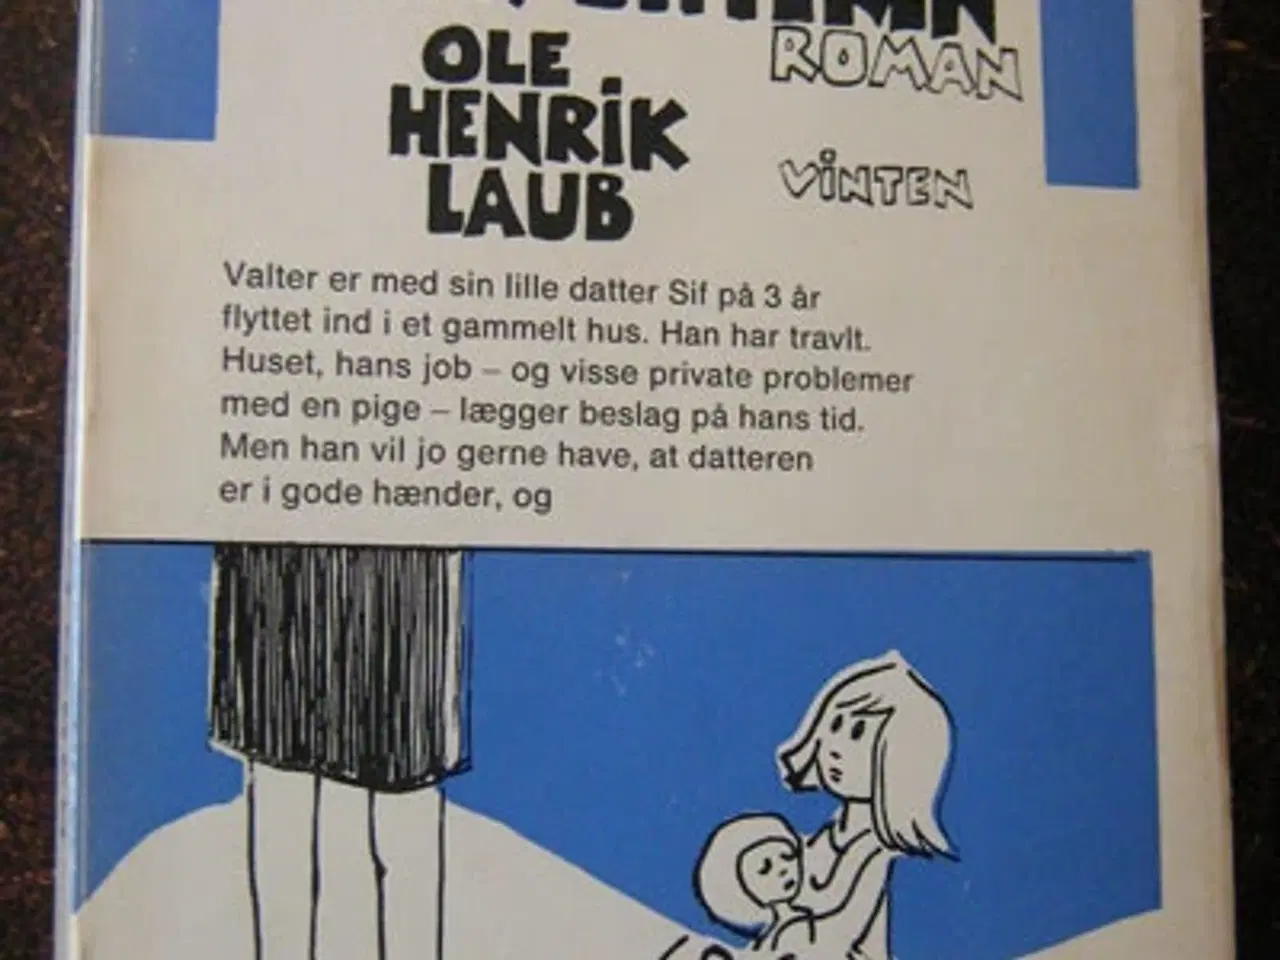 OLE
HENRIK
LAUB
ROMAN
VINTEN
Valter er med sin lille datter Sif på 3 år
flyttet ind i et gammelt hus. Han har travlt.
Huset, hans job – og visse private problemer
med en pige – lægger beslag på hans tid.
Men han vil jo gerne have, at datteren
er i gode hænder, og